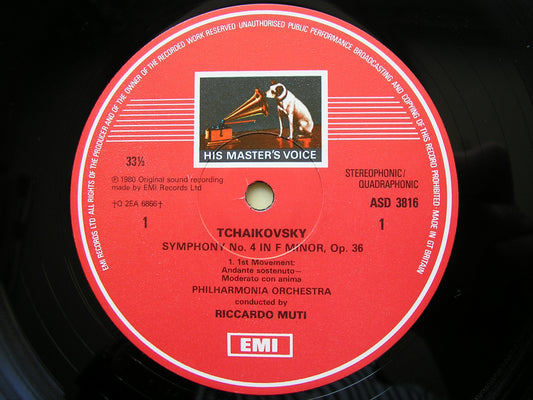 EMI RECORDS LTD ALL RIGHTS OF THE PRODUCER AND OF THE OWNER OF THE RECORDED WORK RESERVED UNAUTHORISED PUBLIC PERFORMANCE BROADCASTING AND COPYING OF THIS RECORD PROHIBITED MADE IN GT BRITAIN
HIS MASTER'S VOICE
33⅓
STEREOPHONIC/
QUADRAPHONIC
℗ 1980 Original sound recording
made by EMI Records Ltd
ASD 3816
†O 2EA 6866†
1
1
TCHAIKOVSKY
SYMPHONY No. 4 IN F MINOR, Op. 36
1. 1st Movement:
Andante sostenuto—
Moderato con anima
PHILHARMONIA ORCHESTRA
conducted by
RICCARDO MUTI
EMI